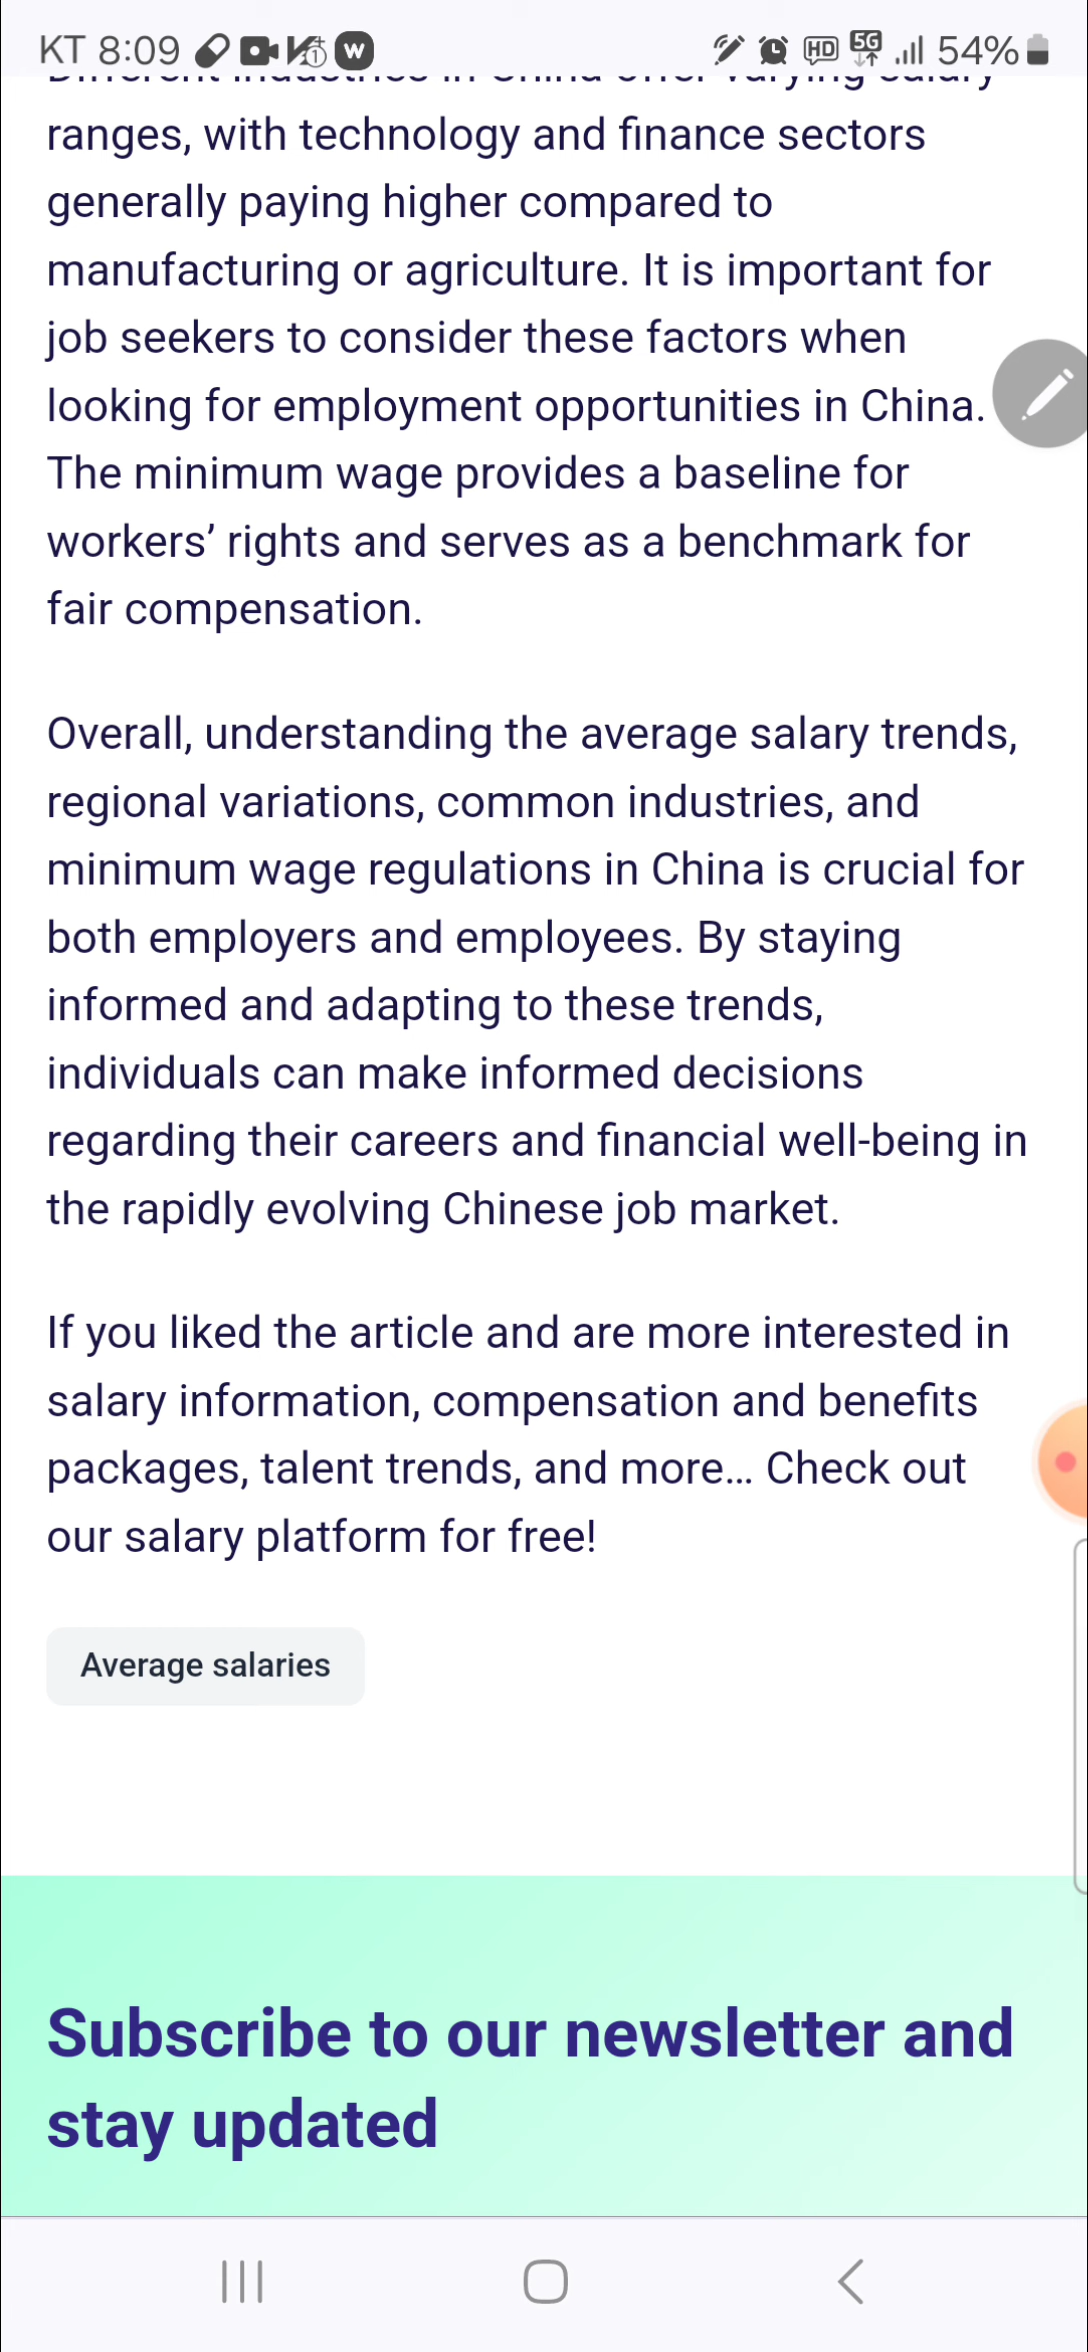 KT 8:09
HD 5G 54%
ranges, with technology and finance sectors
generally paying higher compared to
manufacturing or agriculture. It is important for
job seekers to consider these factors when
looking for employment opportunities in China.
The minimum wage provides a baseline for
workers’ rights and serves as a benchmark for
fair compensation.
Overall, understanding the average salary trends,
regional variations, common industries, and
minimum wage regulations in China is crucial for
both employers and employees. By staying
informed and adapting to these trends,
individuals can make informed decisions
regarding their careers and financial well-being in
the rapidly evolving Chinese job market.
If you liked the article and are more interested in
salary information, compensation and benefits
packages, talent trends, and more... Check out
our salary platform for free!
Average salaries
Subscribe to our newsletter and
stay updated